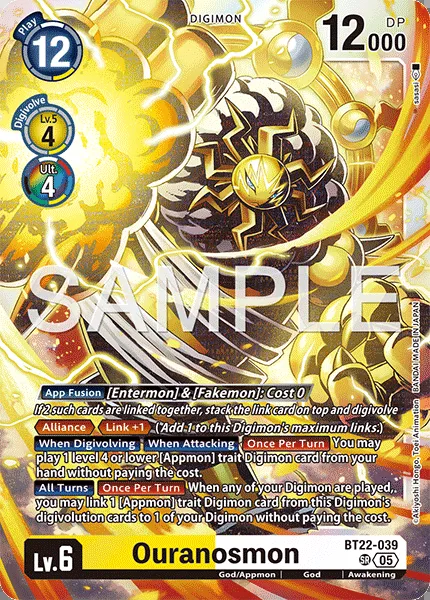 DIGIMON
Play
12
DP
12000
Digivolve
Lv.5
4
Ult.
4
sasasi
SAMPLE
©Akiyoshi Hongo, Toei Animation BANDAI MADE IN JAPAN
App Fusion [Entermon] & [Fakemon]: Cost 0
If 2 such cards are linked together, stack the link card on top and digivolve
Alliance Link +1 (Add 1 to this Digimon's maximum links.)
When Digivolving When Attacking Once Per Turn You may
play 1 level 4 or lower [Appmon] trait Digimon card from your
hand without paying the cost.
All Turns Once Per Turn When any of your Digimon are played,
you may link 1 [Appmon] trait Digimon card from this Digimon's
digivolution cards to 1 of your Digimon without paying the cost.
Lv.6
Ouranosmon
BT22-039
SR 05
God/Appmon God Awakening